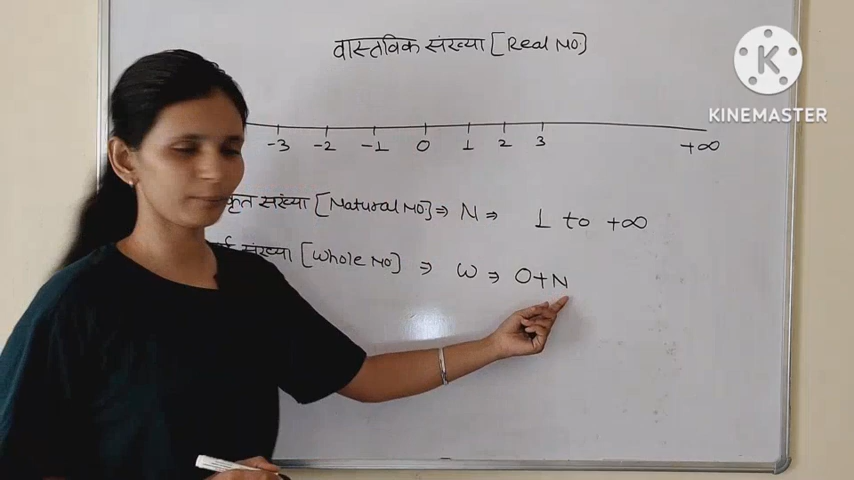 वास्तविक संख्या [Real NO.]
K
KINEMASTER
-3 -2 -1 0 1 2 3 +∞
कृत संख्या [Natural NO] ⇒ N ⇒ 1 to +∞
संख्या [Whole NO] ⇒ W ⇒ 0+N